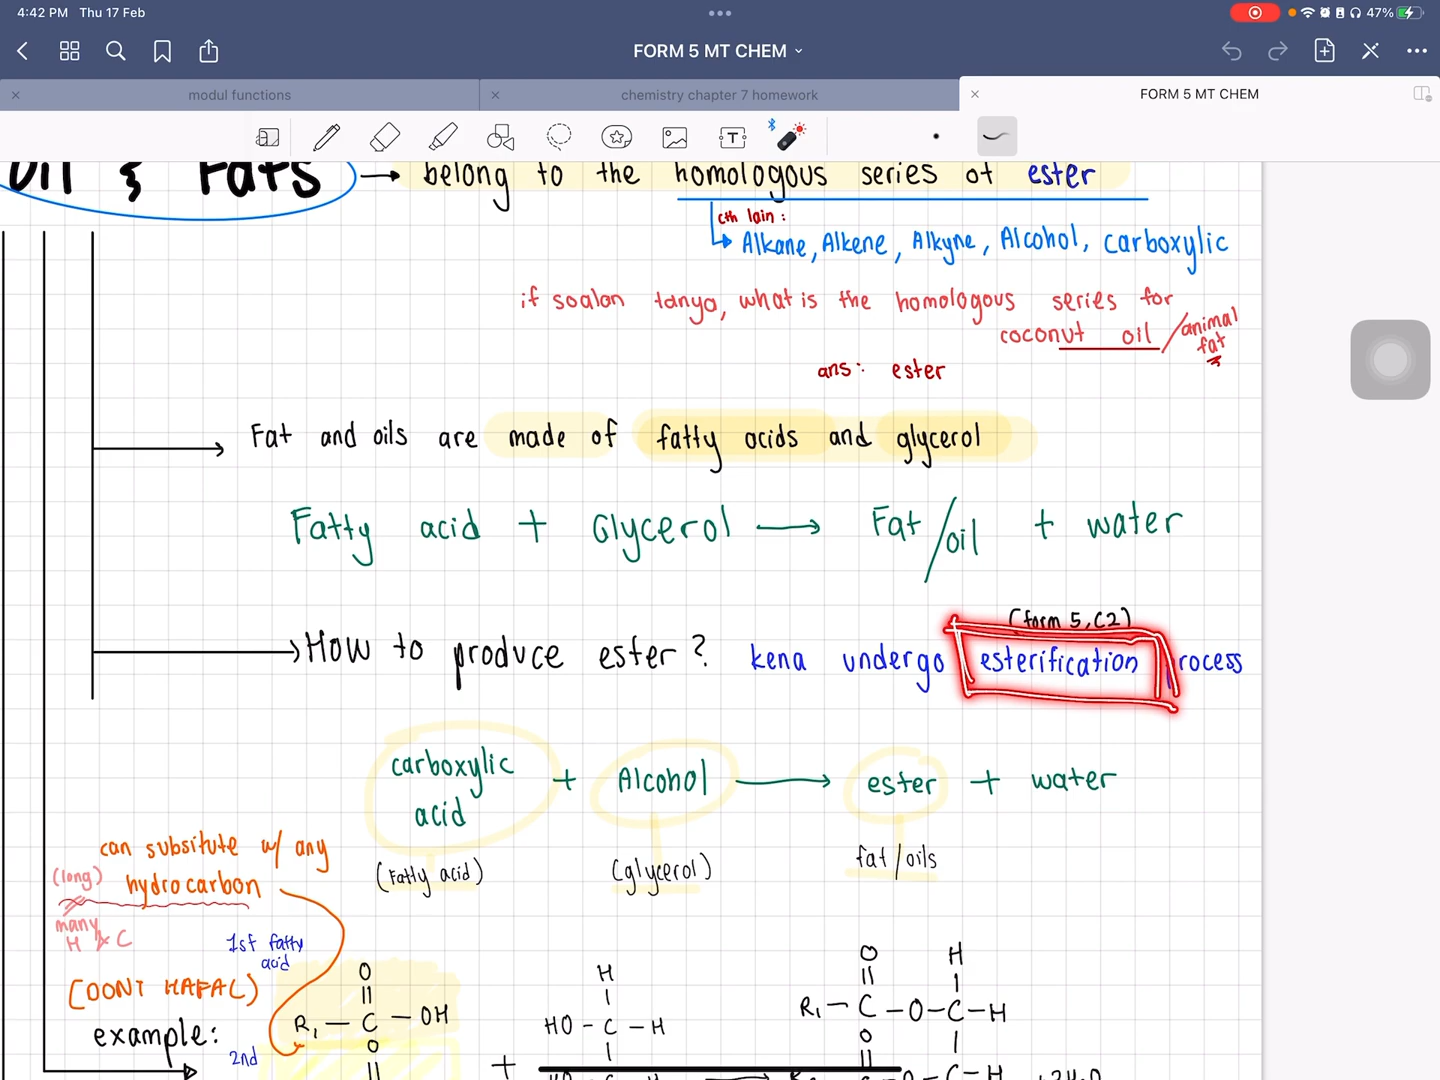 4:42 PM Thu 17 Feb
47%
FORM 5 MT CHEM
modul functions
chemistry chapter 7 homework
FORM 5 MT CHEM
T
Oil & Fats → belong to the homologous series of ester
cth lain :
Alkane, Alkene, Alkyne, Alcohol, carboxylic
if soalan tanya, what is the homologous series for
coconut oil / animal
fat
ans: ester
Fat and oils are made of fatty acids and glycerol
Fatty acid + Glycerol → Fat/oil + water
(form 5, C2)
How to produce ester? kena undergo esterification process
carboxylic acid + Alcohol → ester + water
(Fatty acid) (glycerol) fat/oils
can subsitute w/ any
(long) hydrocarbon
many
H & C
1st fatty
acid
(DONT HAFAL)
example:
2nd
O
||
R₁ — C — OH
O
||
H
|
HO - C - H
|
+
O H
|| |
R₁ — C - O - C - H
O |
||